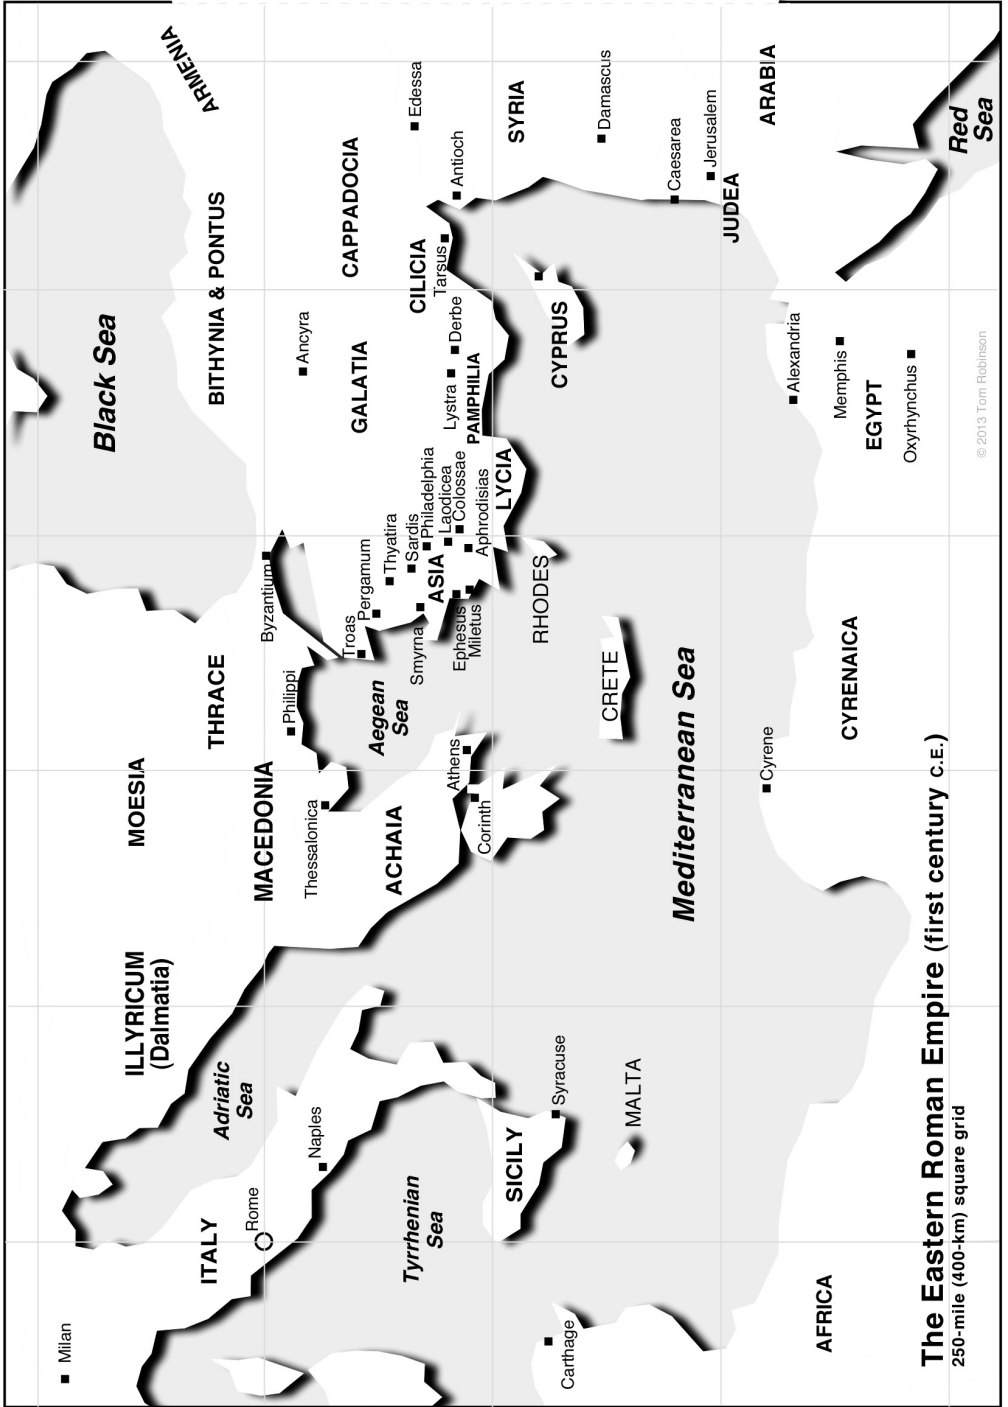 ARMENIA
Black Sea
BITHYNIA & PONTUS
CAPPADOCIA
Edessa
Antioch
SYRIA
Damascus
Caesarea
Jerusalem
JUDEA
ARABIA
Red
Sea
CILICIA
Tarsus
Ancyra
GALATIA
Derbe
Lystra
PAMPHILIA
LYCIA
CYPRUS
Alexandria
Memphis
EGYPT
Oxyrhynchus
© 2013 Tom Robinson
Byzantium
Troas
Pergamum
Thyatira
Sardis
Philadelphia
Laodicea
Colossae
Aphrodisias
ASIA
Smyrna
Ephesus
Miletus
RHODES
THRACE
Philippi
Aegean
Sea
CRETE
Mediterranean Sea
CYRENAICA
Cyrene
MOESIA
MACEDONIA
Thessalonica
ACHAIA
Athens
Corinth
ILLYRICUM
(Dalmatia)
Adriatic
Sea
Naples
Rome
ITALY
Milan
Tyrrhenian
Sea
SICILY
Syracuse
MALTA
Carthage
AFRICA
The Eastern Roman Empire (first century C.E.)
250-mile (400-km) square grid